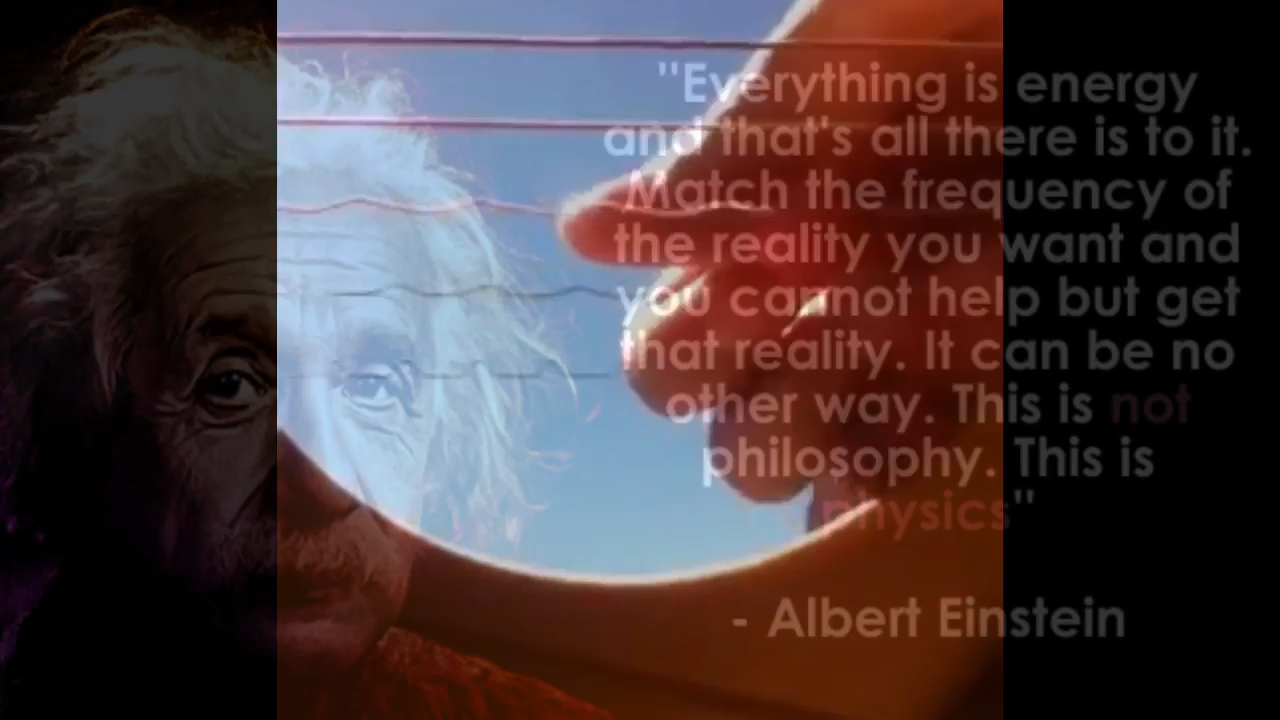 "Everything is energy
and that's all there is to it.
Match the frequency of
the reality you want and
you cannot help but get
that reality. It can be no
other way. This is not
philosophy. This is
physics"
- Albert Einstein